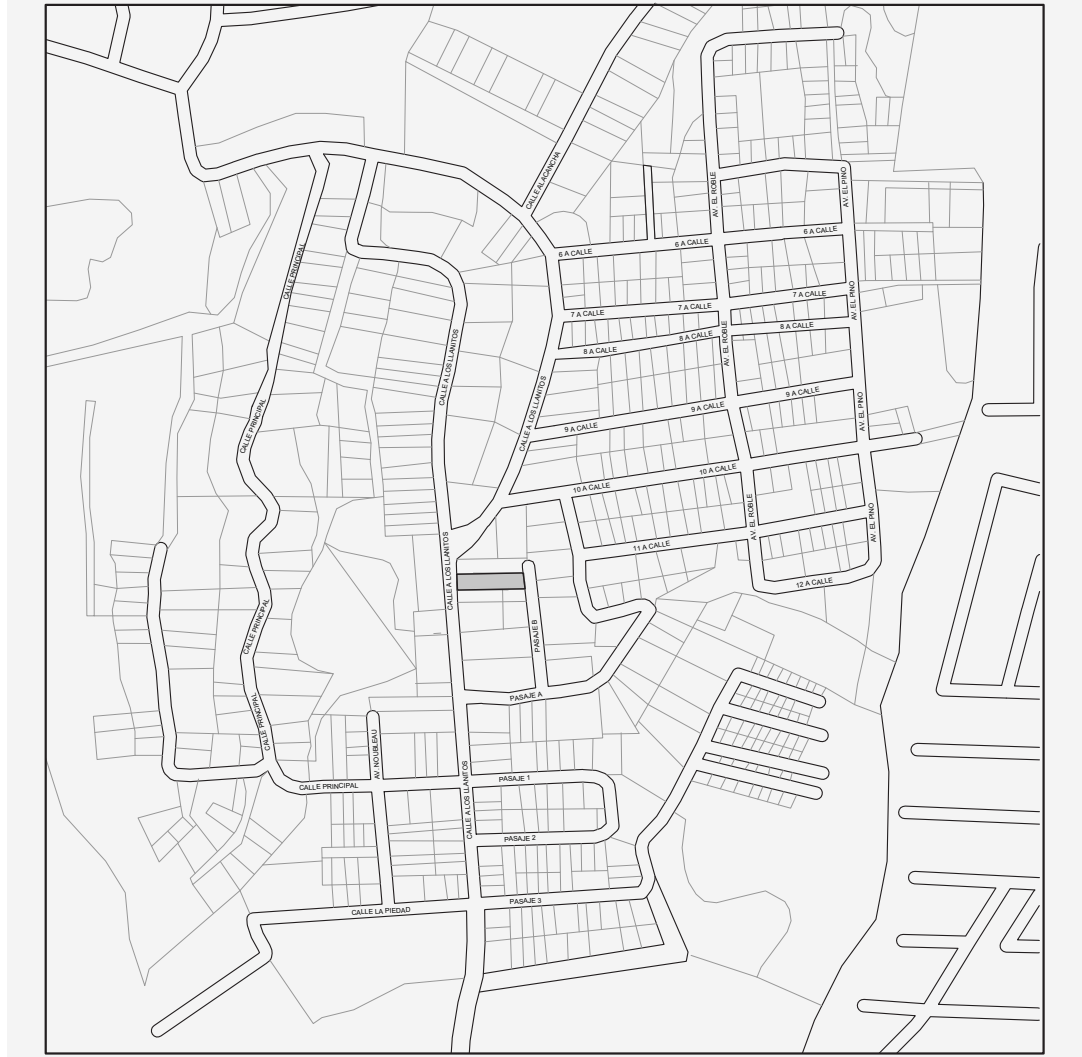 CALLE ALACANCHA
AV. EL ROBLE
AV. EL PINO
6 A CALLE
6 A CALLE
6 A CALLE
CALLE PRINCIPAL
7 A CALLE
7 A CALLE
7 A CALLE
AV. EL PINO
8 A CALLE
8 A CALLE
8 A CALLE
AV. EL ROBLE
CALLE A LOS LLANITOS
CALLE A LOS LLANITOS
9 A CALLE
9 A CALLE
9 A CALLE
AV. EL PINO
CALLE PRINCIPAL
10 A CALLE
10 A CALLE
AV. EL ROBLE
AV. EL PINO
11 A CALLE
12 A CALLE
CALLE A LOS LLANITOS
CALLE PRINCIPAL
PASAJE B
PASAJE A
CALLE PRINCIPAL
AV. NOUBLEAU
CALLE PRINCIPAL
PASAJE 1
CALLE A LOS LLANITOS
PASAJE 2
PASAJE 3
CALLE LA PIEDAD